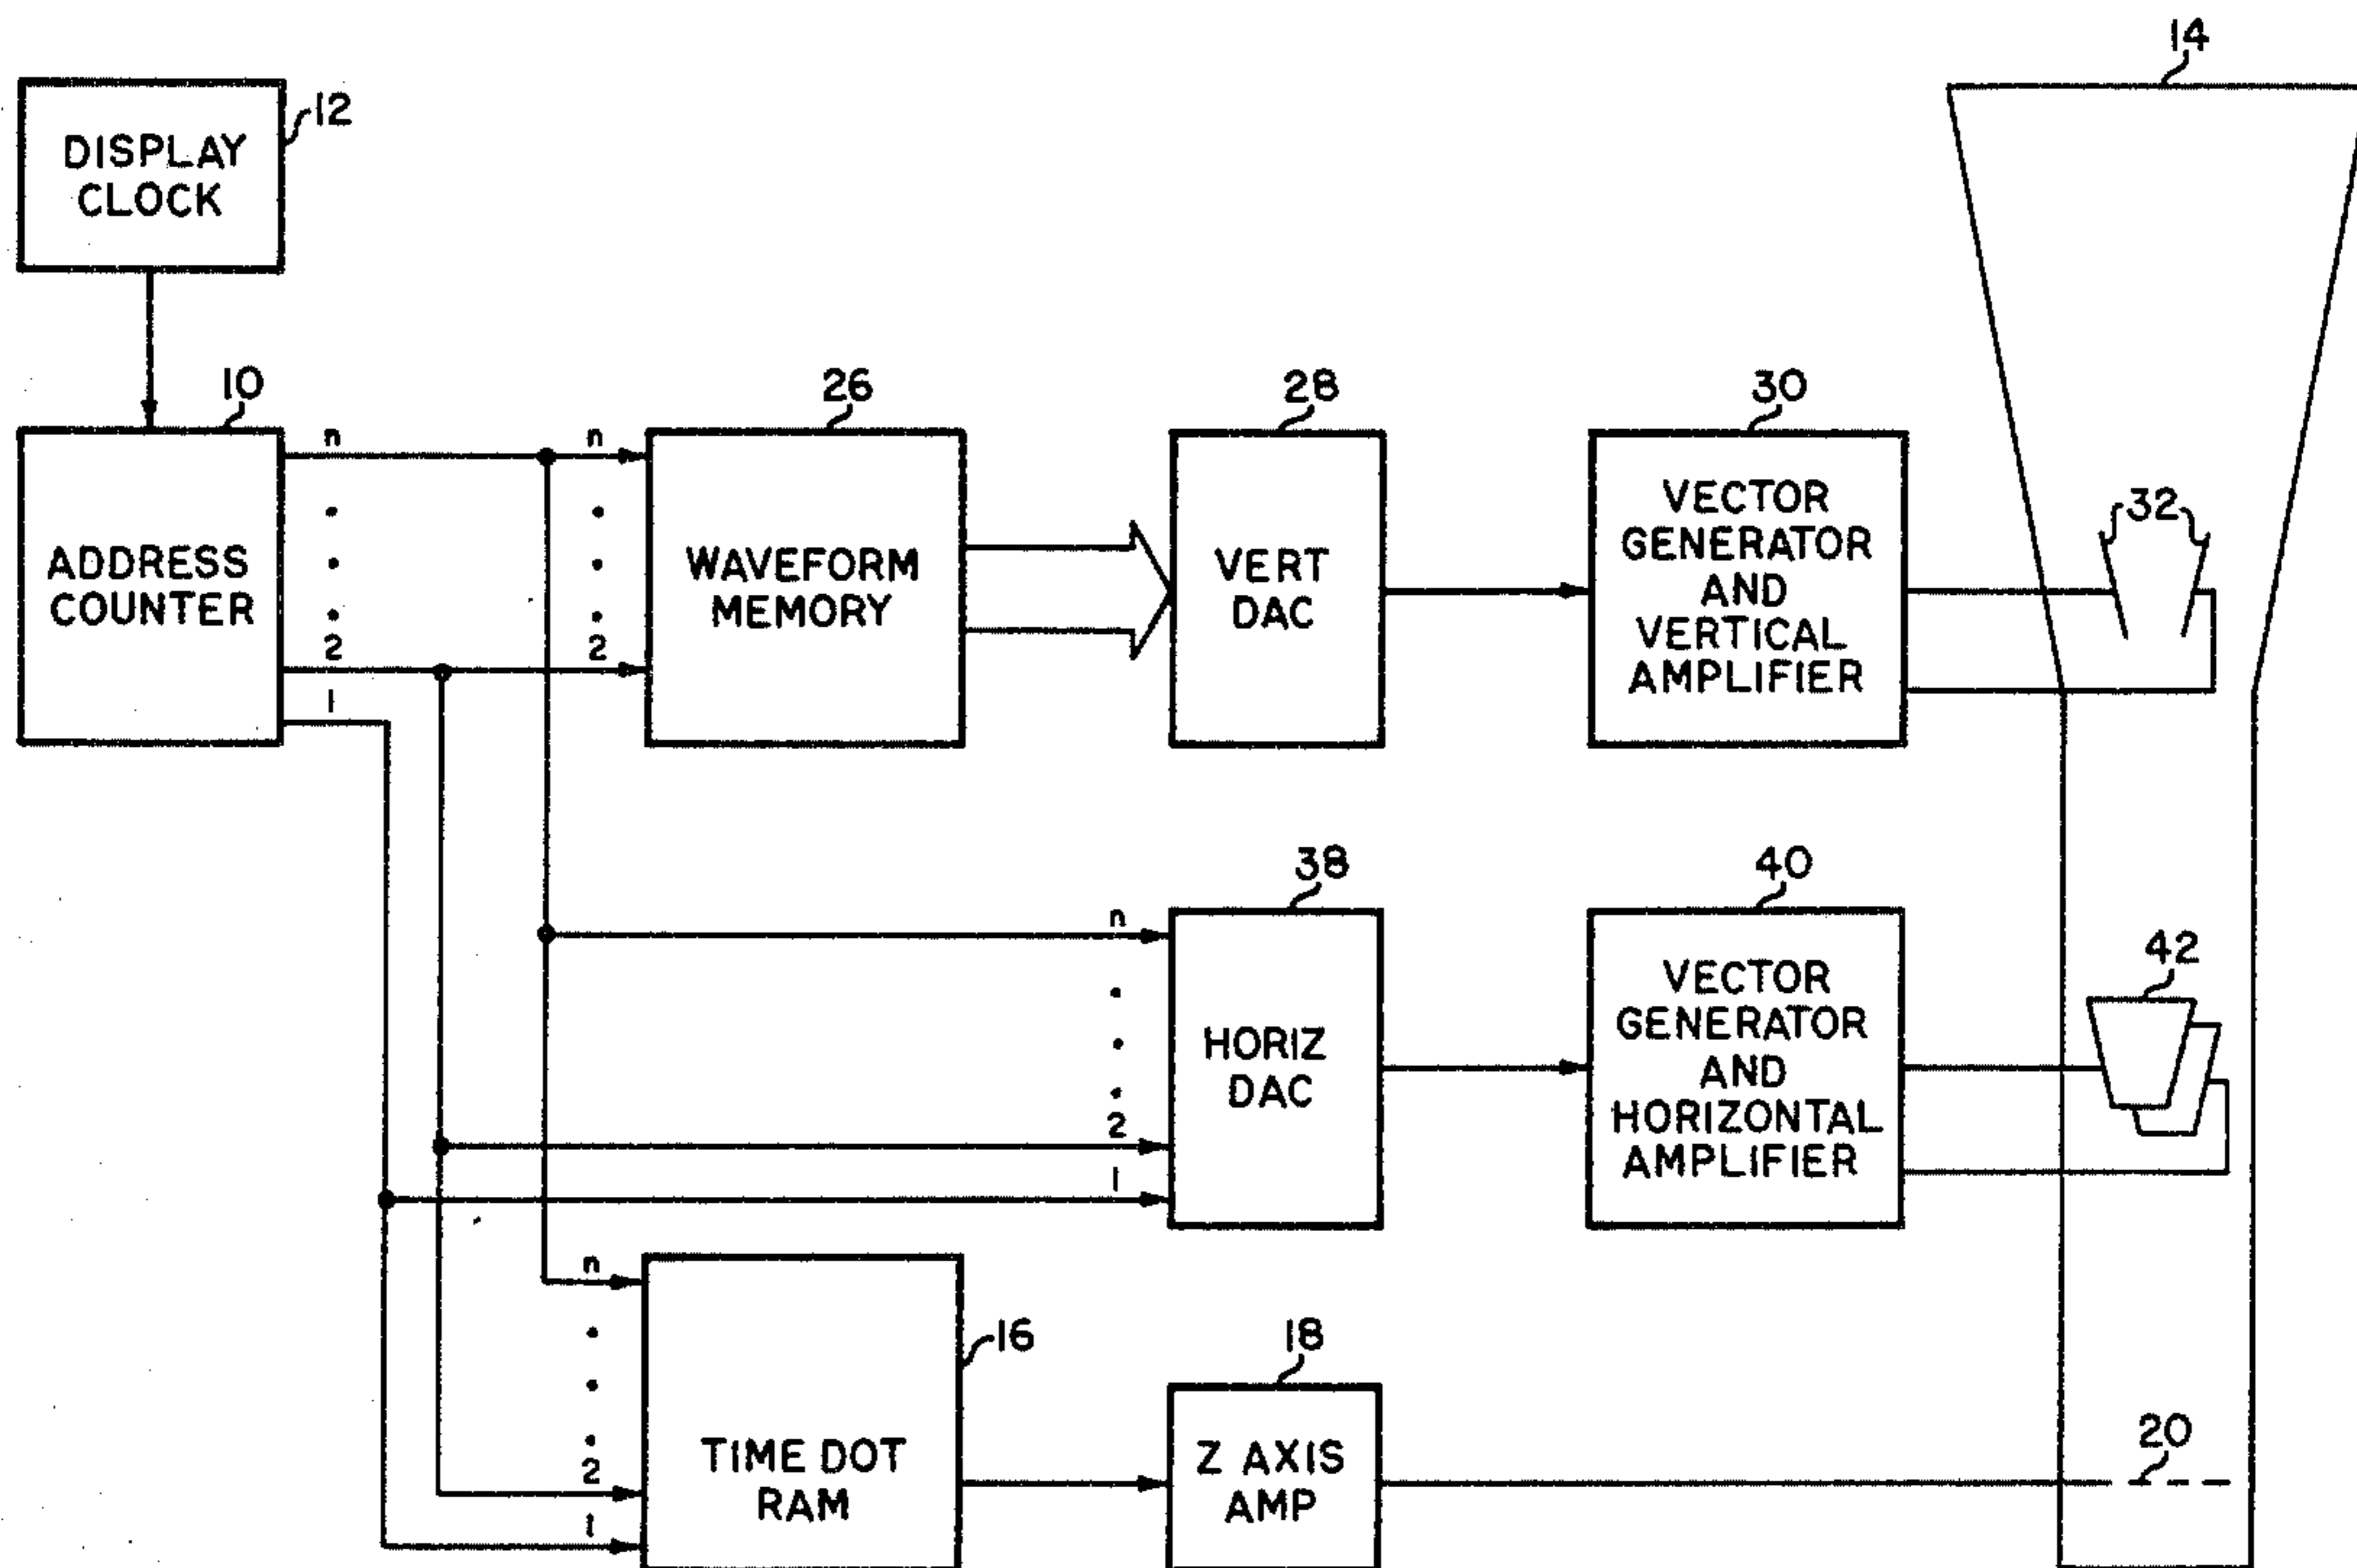 14
12
DISPLAY
CLOCK
10
26
28
30
n
n
32
ADDRESS
COUNTER
WAVEFORM
MEMORY
VERT
DAC
VECTOR
GENERATOR
AND
VERTICAL
AMPLIFIER
2
2
1
38
40
n
42
HORIZ
DAC
VECTOR
GENERATOR
AND
HORIZONTAL
AMPLIFIER
2
1
n
16
18
TIME DOT
RAM
Z AXIS
AMP
20
2
1